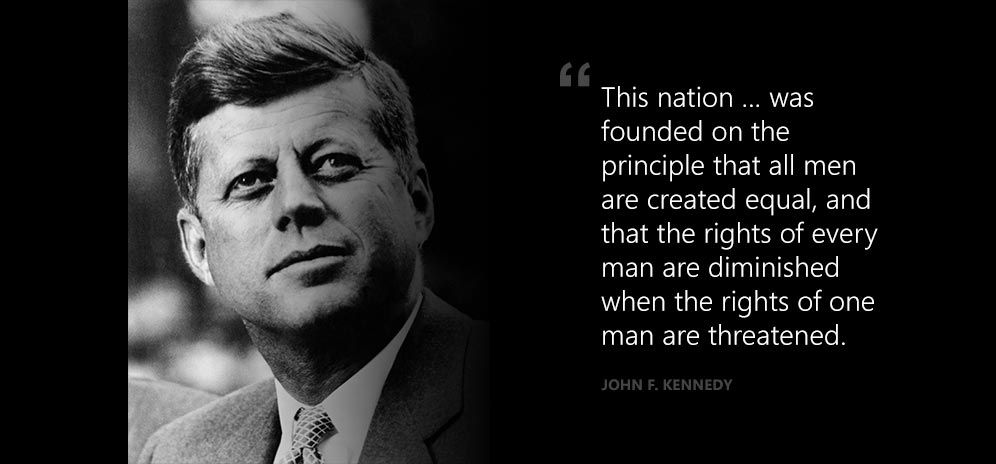 “
This nation ... was
founded on the
principle that all men
are created equal, and
that the rights of every
man are diminished
when the rights of one
man are threatened.
JOHN F. KENNEDY